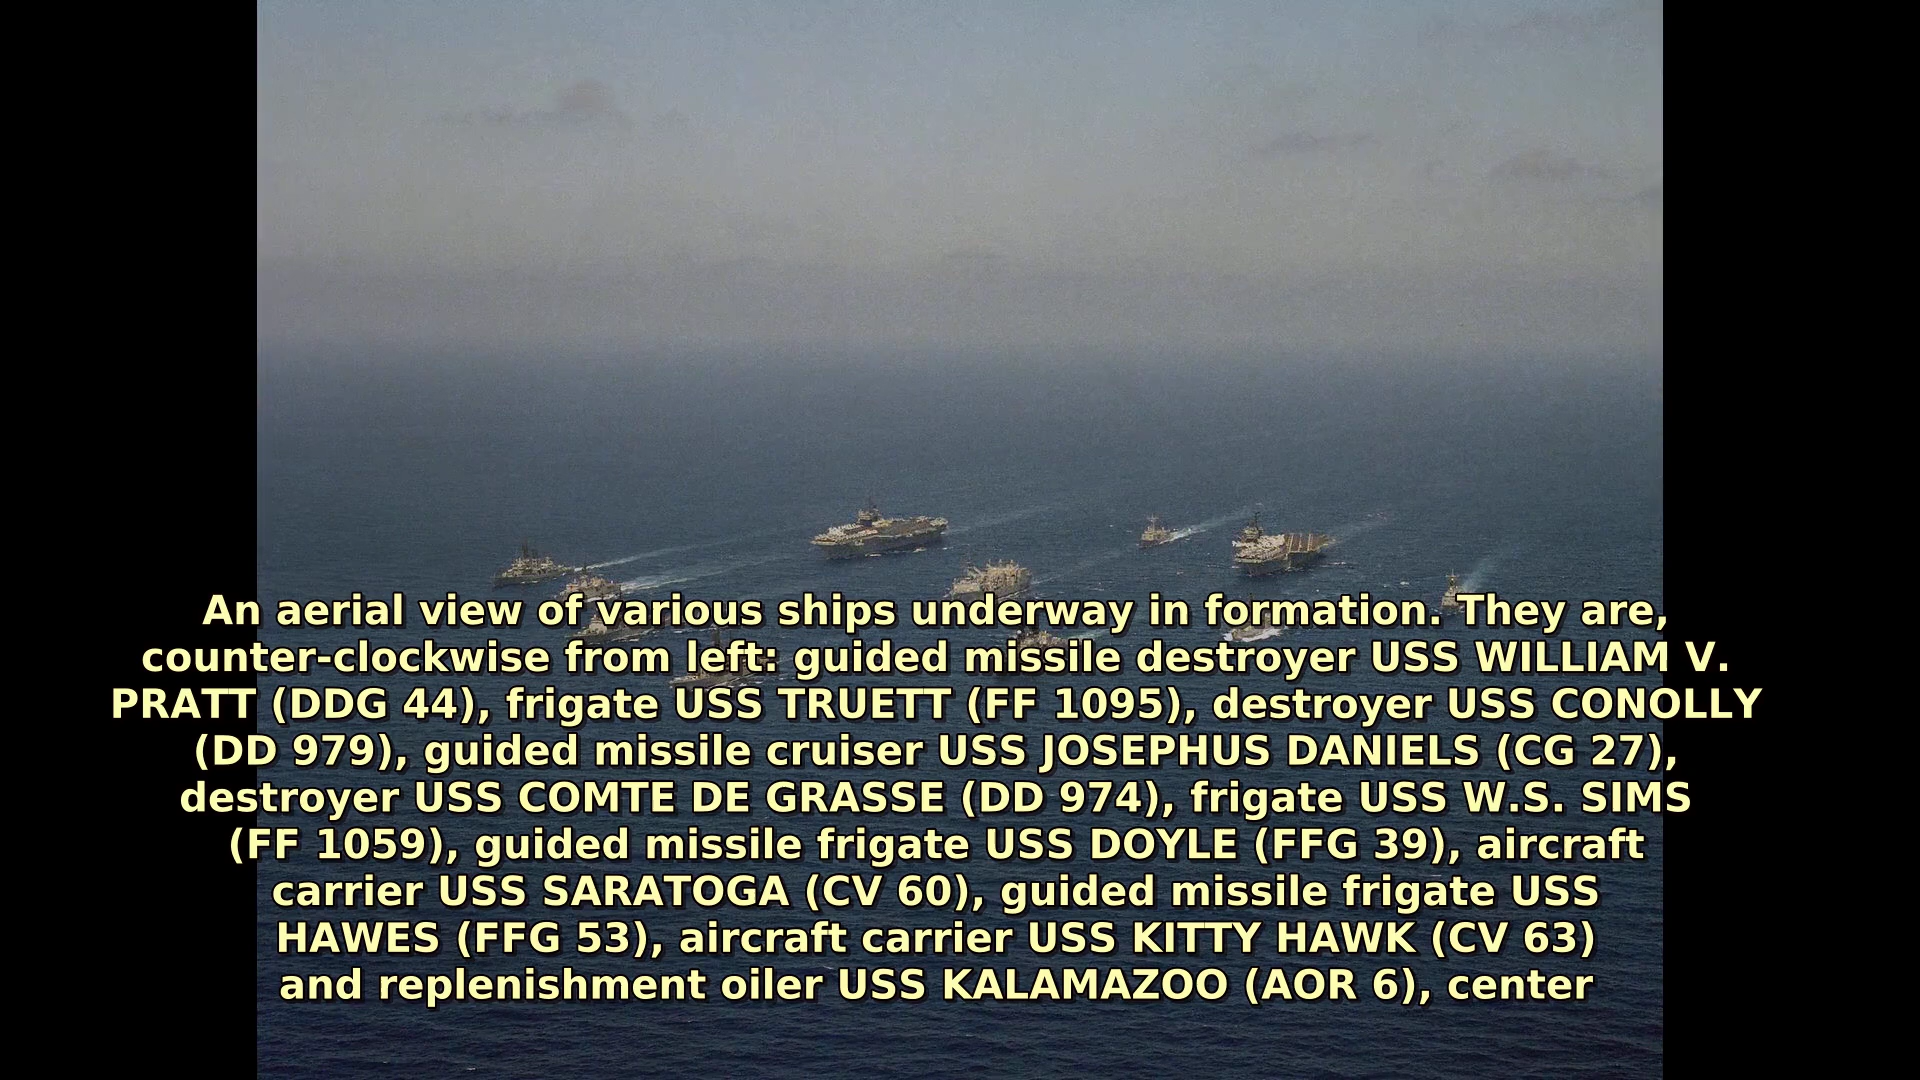 An aerial view of various ships underway in formation. They are,
counter-clockwise from left: guided missile destroyer USS WILLIAM V.
PRATT (DDG 44), frigate USS TRUETT (FF 1095), destroyer USS CONOLLY
(DD 979), guided missile cruiser USS JOSEPHUS DANIELS (CG 27),
destroyer USS COMTE DE GRASSE (DD 974), frigate USS W.S. SIMS
(FF 1059), guided missile frigate USS DOYLE (FFG 39), aircraft
carrier USS SARATOGA (CV 60), guided missile frigate USS
HAWES (FFG 53), aircraft carrier USS KITTY HAWK (CV 63)
and replenishment oiler USS KALAMAZOO (AOR 6), center